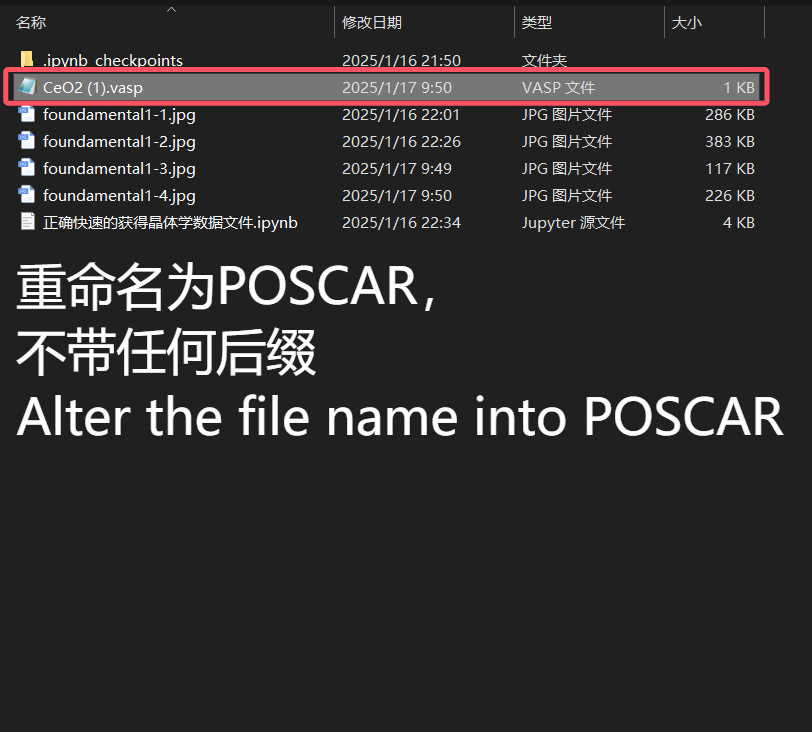 名称 修改日期 类型 大小
.ipynb_checkpoints 2025/1/16 21:50 文件夹
CeO2 (1).vasp 2025/1/17 9:50 VASP 文件 1 KB
foundamental1-1.jpg 2025/1/16 22:01 JPG 图片文件 286 KB
foundamental1-2.jpg 2025/1/16 22:26 JPG 图片文件 383 KB
foundamental1-3.jpg 2025/1/17 9:49 JPG 图片文件 117 KB
foundamental1-4.jpg 2025/1/17 9:50 JPG 图片文件 226 KB
正确快速的获得晶体学数据文件.ipynb 2025/1/16 22:34 Jupyter 源文件 4 KB
重命名为POSCAR，
不带任何后缀
Alter the file name into POSCAR